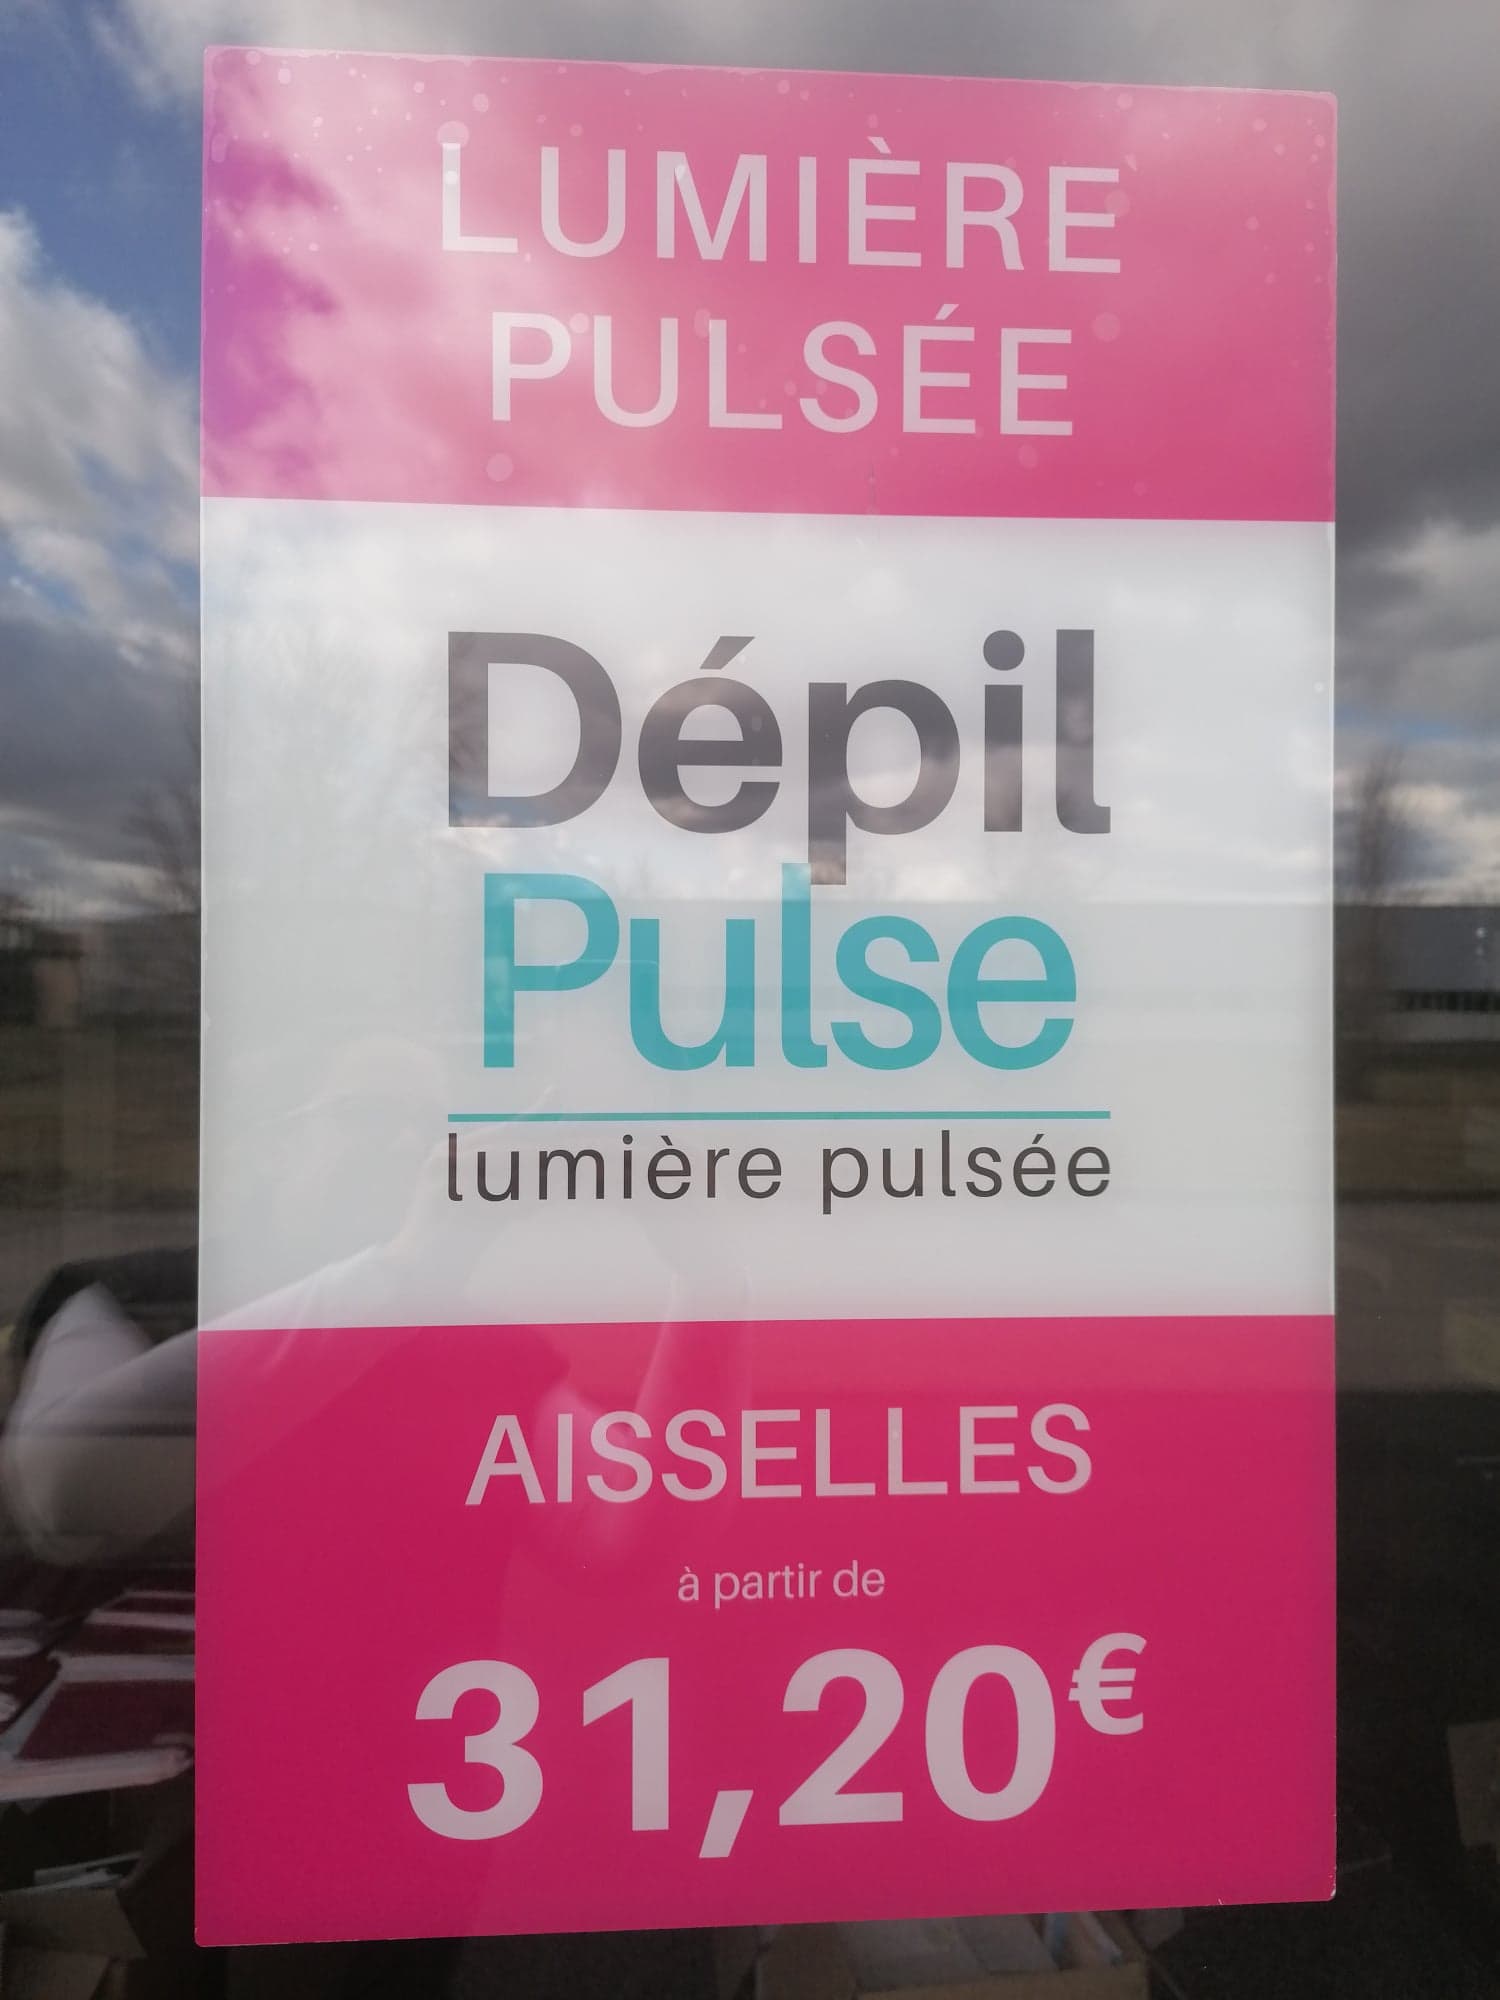 LUMIÈRE
PULSÉE
Dépil
Pulse
lumière pulsée
AISSELLES
à partir de
31,20€